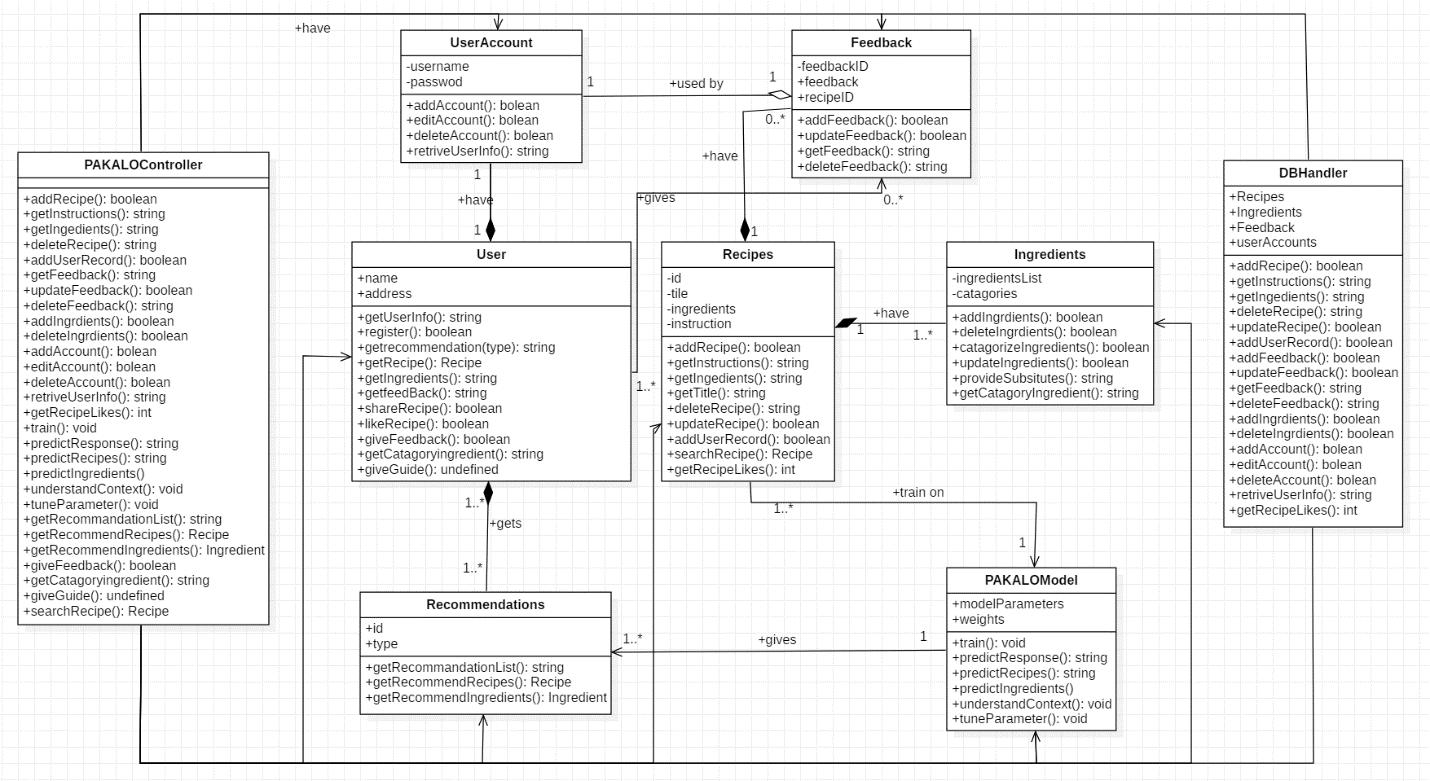 +have
UserAccount
-username
-passwod
+addAccount(): bolean
+editAccount(): bolean
+deleteAccount(): bolean
+retriveUserInfo(): string
1
+used by
1
Feedback
-feedbackID
+feedback
+recipeID
+addFeedback(): bolean
+updateFeedback(): bolean
+getFeedback(): string
+deleteFeedback(): string
0..*
+have
1
1
+have
1
+gives
0..*
PAKALOController
+addRecipe(): boolean
+getInstructions(): string
+getIngedients(): string
+deleteRecipe(): string
+addUserRecord(): boolean
+getFeedback(): string
+updateFeedback(): boolean
+deleteFeedback(): string
+addIngrdients(): boolean
+deleteIngrdients(): boolean
+addAccount(): bolean
+editAccount(): bolean
+deleteAccount(): bolean
+retriveUserInfo(): string
+getRecipeLikes(): int
+train(): void
+predictResponse(): string
+predictRecipes(): string
+predictIngredients()
+understandContext(): void
+tuneParameter(): void
+getRecommandationList(): string
+getRecommendRecipes(): Recipe
+getRecommendIngredients(): Ingredient
+giveFeedback(): boolean
+getCatagoryingredient(): string
+giveGuide(): undefined
+searchRecipe(): Recipe
User
+name
+address
+getUserInfo(): string
+register(): boolean
+getrecommendation(type): string
+getRecipe(): Recipe
+getIngredients(): string
+getfeedBack(): string
+shareRecipe(): boolean
+likeRecipe(): boolean
+giveFeedback(): boolean
+getCatagoryingredient(): string
+giveGuide(): undefined
1..*
Recipes
-id
-tile
-ingredients
-instruction
+addRecipe(): boolean
+getInstructions(): string
+getIngedients(): string
+getTitle(): string
+deleteRecipe(): string
+updateRecipe(): boolean
+addUserRecord(): boolean
+searchRecipe(): Recipe
+getRecipeLikes(): int
+have
1
1..*
Ingredients
-ingredientsList
-catagories
+addIngrdients(): boolean
+deleteIngrdients(): boolean
+catagorizeIngredients(): boolean
+updateIngredients(): boolean
+provideSubsitutes(): string
+getCatagoryIngredient(): string
DBHandler
+Recipes
+Ingredients
+Feedback
+userAccounts
+addRecipe(): boolean
+getInstructions(): string
+getIngedients(): string
+deleteRecipe(): string
+updateRecipe(): boolean
+addUserRecord(): boolean
+addFeedback(): boolean
+updateFeedback(): boolean
+getFeedback(): string
+deleteFeedback(): string
+addIngrdients(): boolean
+deleteIngrdients(): boolean
+addAccount(): bolean
+editAccount(): bolean
+deleteAccount(): bolean
+retriveUserInfo(): string
+getRecipeLikes(): int
1..*
+gets
1..*
+train on
1..*
1
Recommendations
+id
+type
+getRecommandationList(): string
+getRecommendRecipes(): Recipe
+getRecommendIngredients(): Ingredient
1..*
+gives
1
PAKALOModel
+modelParameters
+weights
+train(): void
+predictResponse(): string
+predictRecipes(): string
+predictIngredients()
+understandContext(): void
+tuneParameter(): void